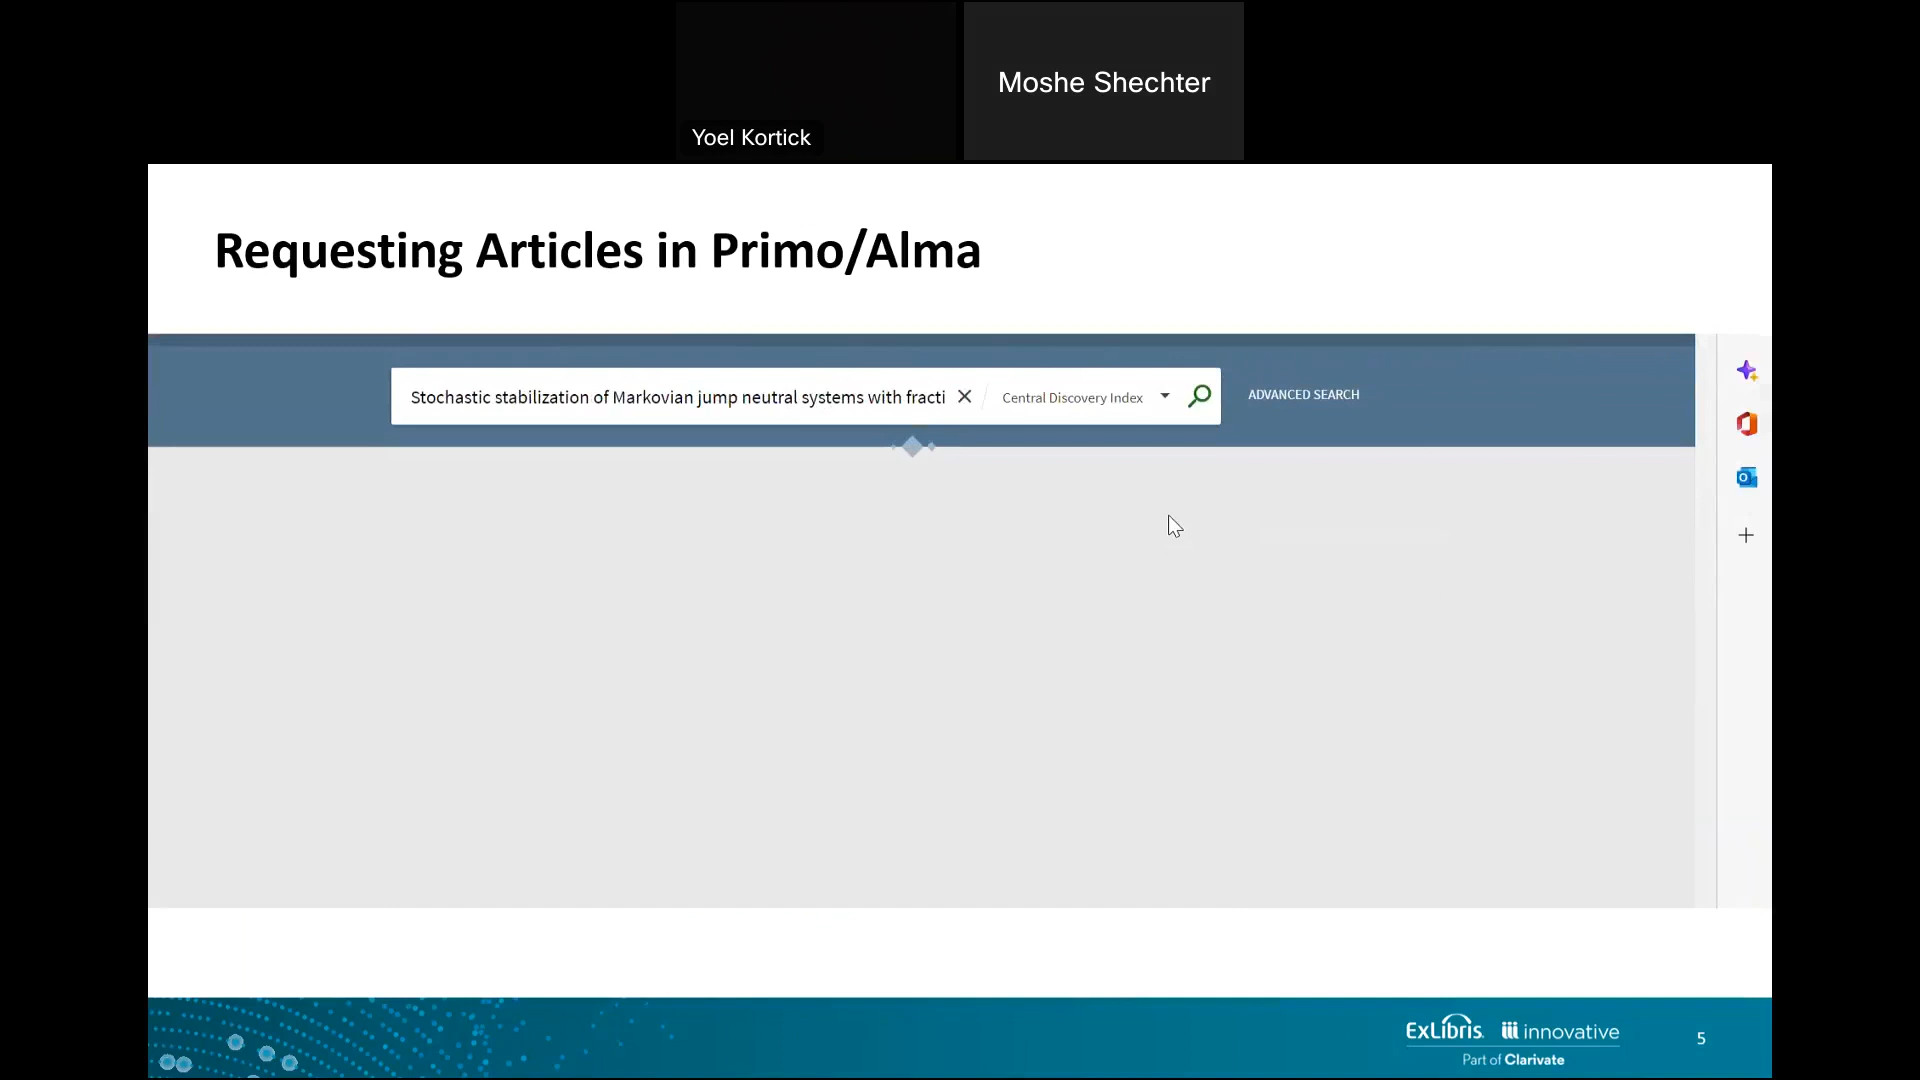 Moshe Shechter
Yoel Kortick
Requesting Articles in Primo/Alma
Stochastic stabilization of Markovian jump neutral systems with fracti
Central Discovery Index
ADVANCED SEARCH
ExLibris innovative
Part of Clarivate
5